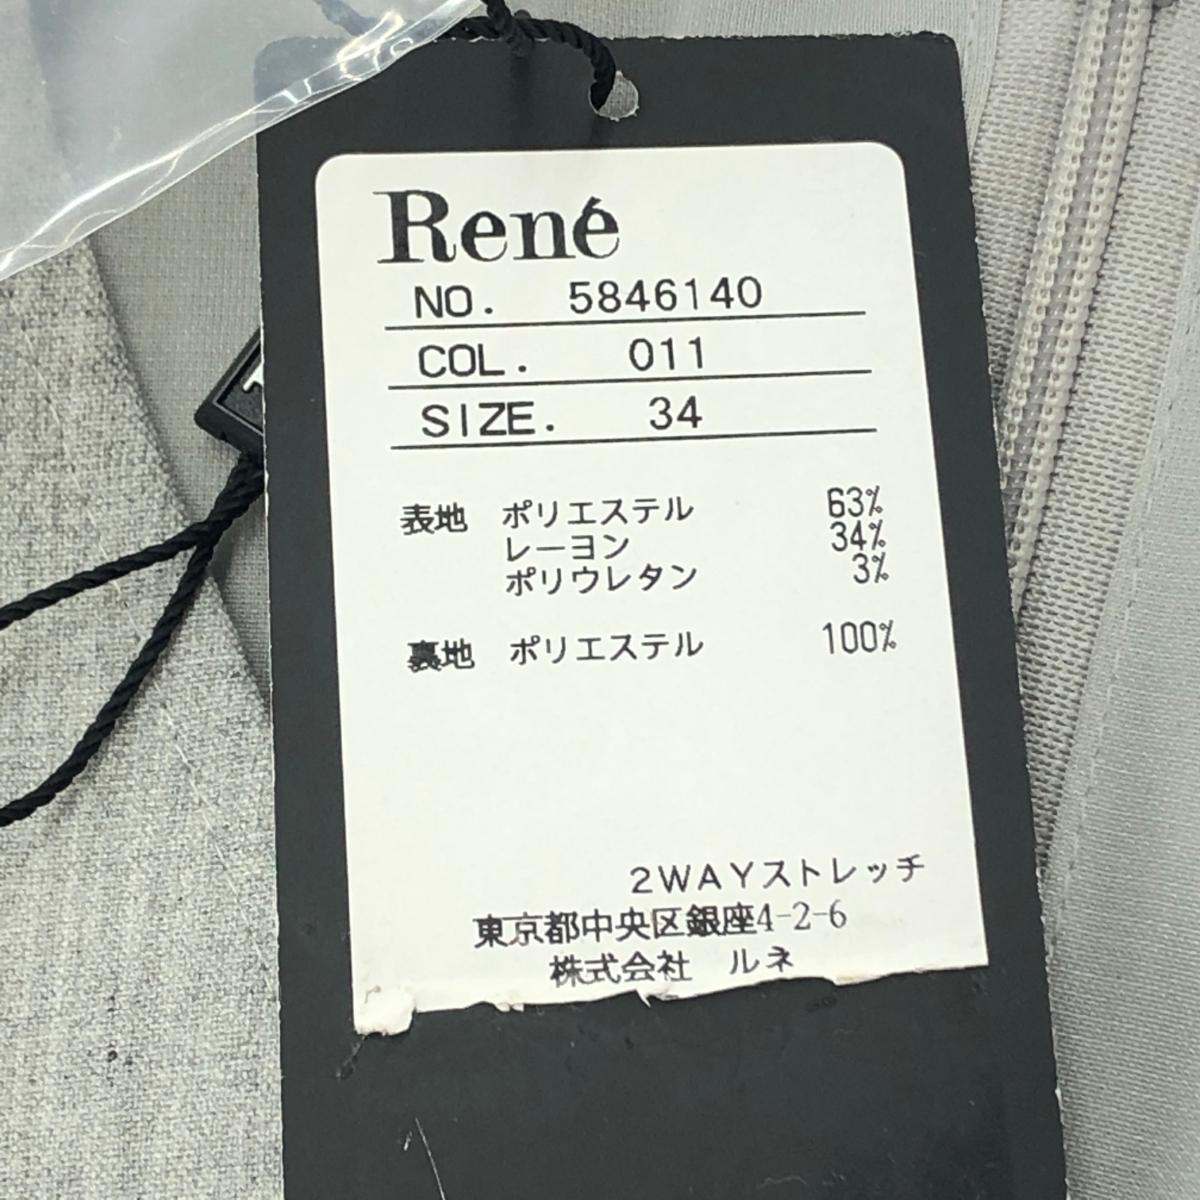 René
NO. 5846140
COL. 011
SIZE. 34
表地 ポリエステル 63%
レーヨン 34%
ポリウレタン 3%
裏地 ポリエステル 100%
2WAYストレッチ
東京都中央区銀座4-2-6
株式会社 ルネ